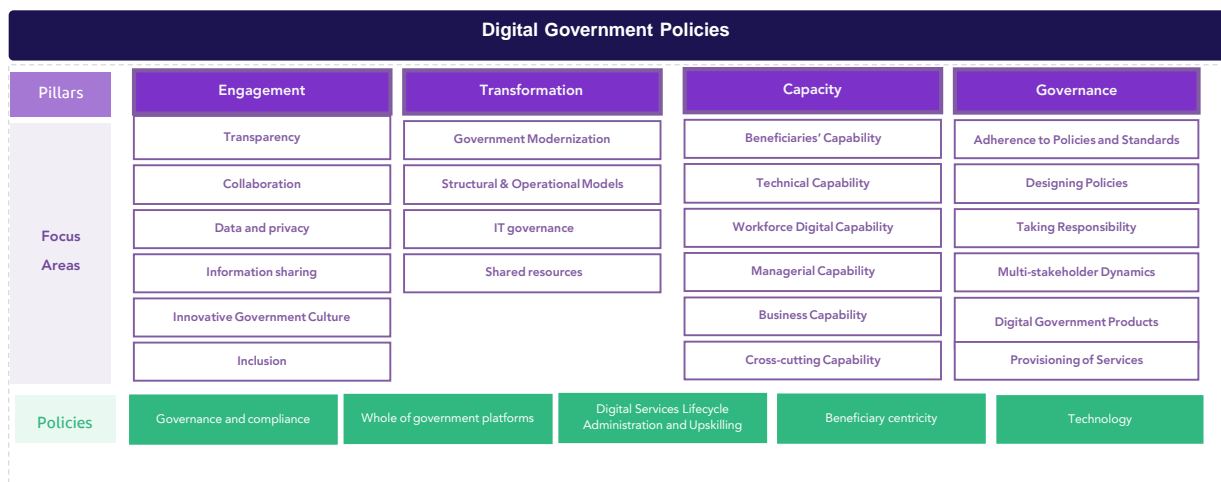 Digital Government Policies
Pillars
Engagement
Transformation
Capacity
Governance
Focus
Areas
Transparency
Collaboration
Data and privacy
Information sharing
Innovative Government Culture
Inclusion
Government Modernization
Structural & Operational Models
IT governance
Shared resources
Beneficiaries' Capability
Technical Capability
Workforce Digital Capability
Managerial Capability
Business Capability
Cross-cutting Capability
Adherence to Policies and Standards
Designing Policies
Taking Responsibility
Multi-stakeholder Dynamics
Digital Government Products
Provisioning of Services
Policies
Governance and compliance
Whole of government platforms
Digital Services Lifecycle
Administration and Upskilling
Beneficiary centricity
Technology